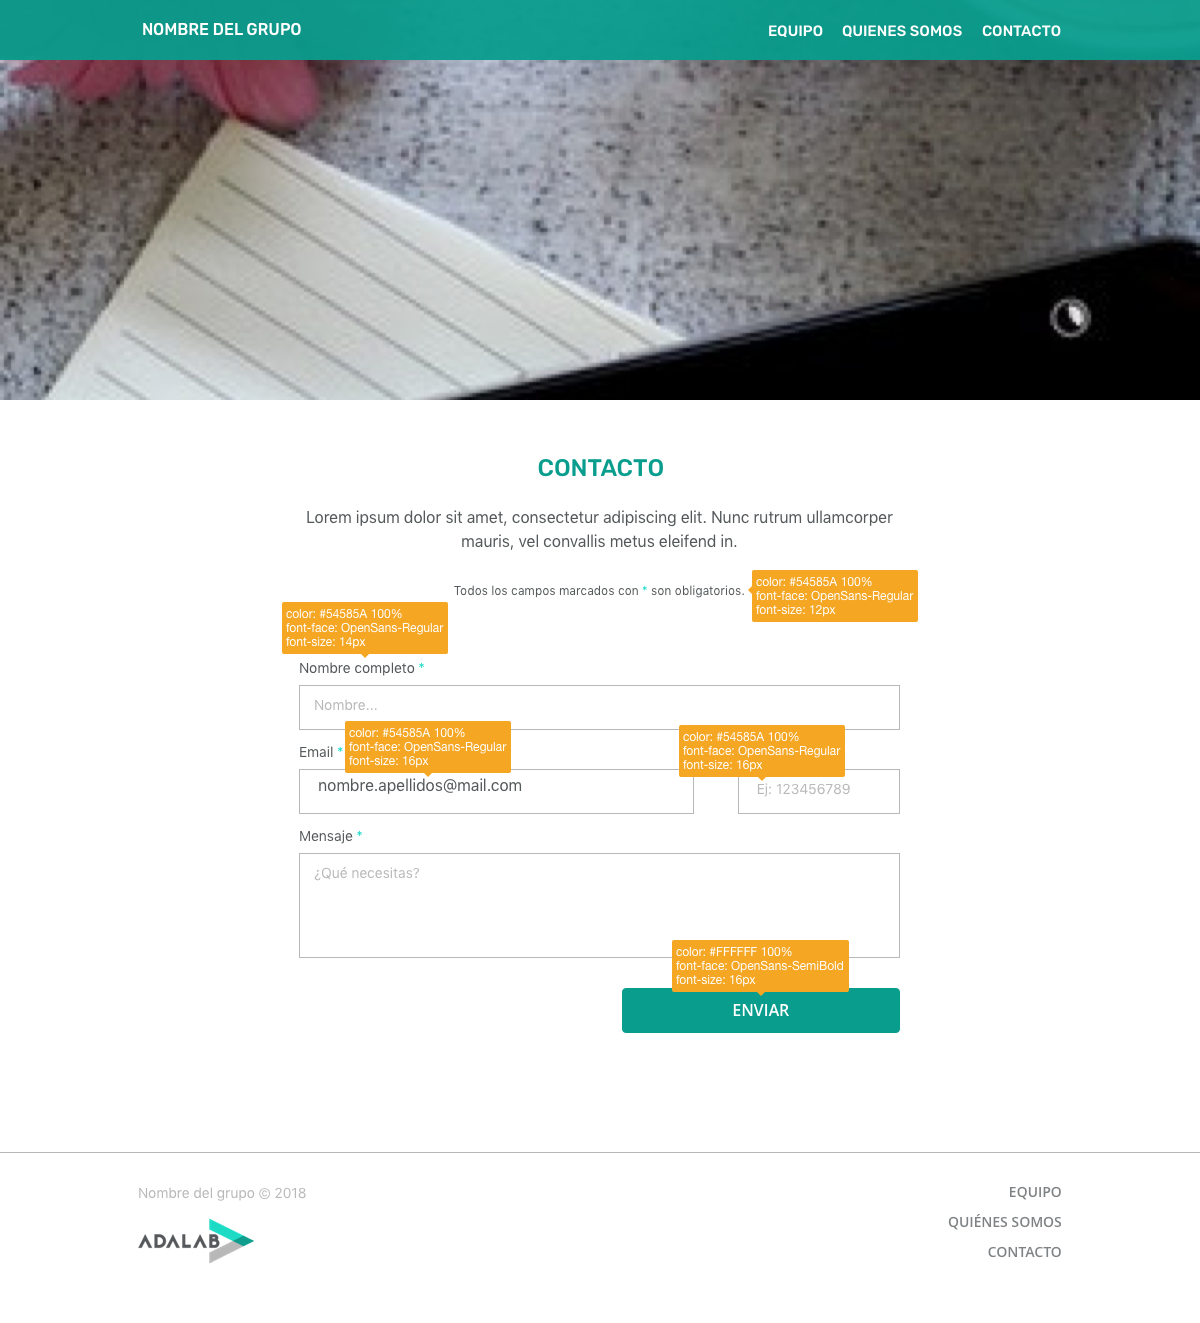 NOMBRE DEL GRUPO
EQUIPO QUIENES SOMOS CONTACTO
CONTACTO
Lorem ipsum dolor sit amet, consectetur adipiscing elit. Nunc rutrum ullamcorper
mauris, vel convallis metus eleifend in.
Todos los campos marcados con * son obligatorios.
color: #54585A 100%
font-face: OpenSans-Regular
font-size: 12px
color: #54585A 100%
font-face: OpenSans-Regular
font-size: 14px
Nombre completo *
Nombre...
Email *
color: #54585A 100%
font-face: OpenSans-Regular
font-size: 16px
color: #54585A 100%
font-face: OpenSans-Regular
font-size: 16px
nombre.apellidos@mail.com
Ej: 123456789
Mensaje *
¿Qué necesitas?
color: #FFFFFF 100%
font-face: OpenSans-SemiBold
font-size: 16px
ENVIAR
Nombre del grupo © 2018
ADALAB
EQUIPO
QUIÉNES SOMOS
CONTACTO